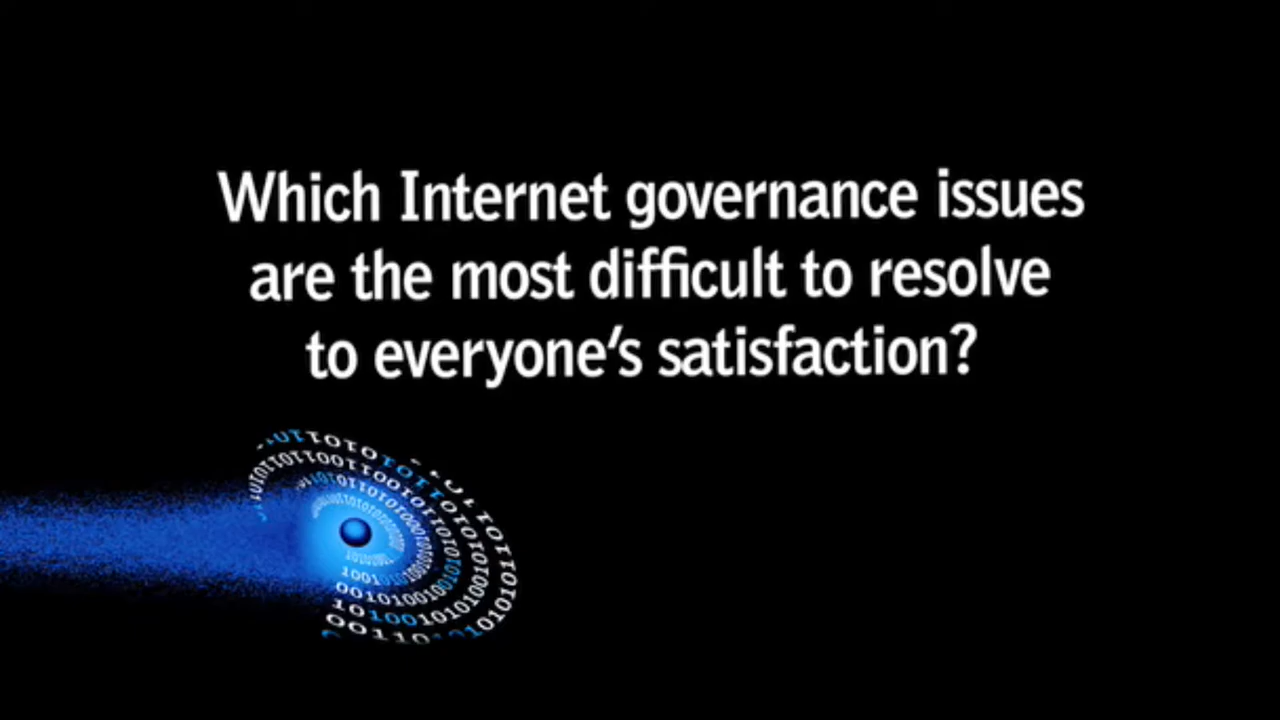 Which Internet governance issues
are the most difficult to resolve
to everyone's satisfaction?